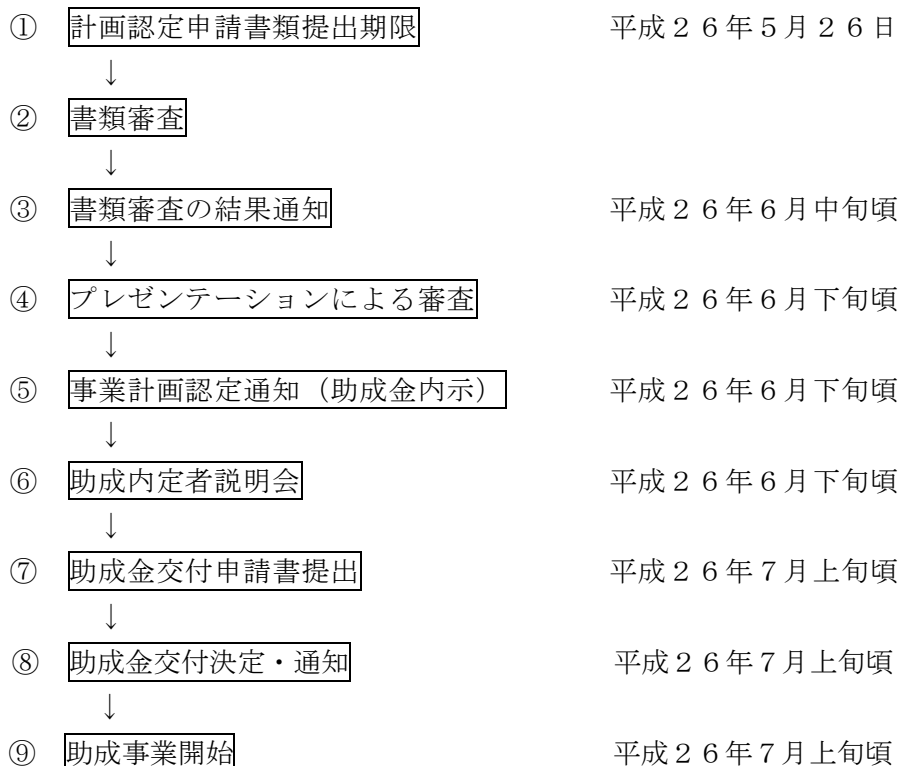 ① 計画認定申請書類提出期限 平成２６年５月２６日
↓
② 書類審査
↓
③ 書類審査の結果通知 平成２６年６月中旬頃
↓
④ プレゼンテーションによる審査 平成２６年６月下旬頃
↓
⑤ 事業計画認定通知（助成金内示） 平成２６年６月下旬頃
↓
⑥ 助成内定者説明会 平成２６年６月下旬頃
↓
⑦ 助成金交付申請書提出 平成２６年７月上旬頃
↓
⑧ 助成金交付決定・通知 平成２６年７月上旬頃
↓
⑨ 助成事業開始 平成２６年７月上旬頃